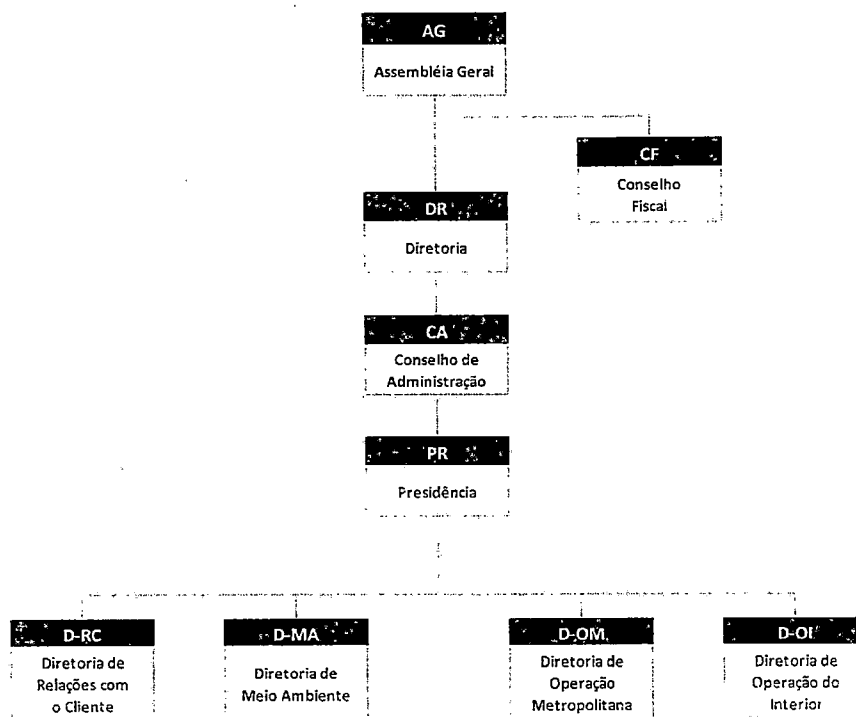 AG
Assembléia Geral
CF
Conselho
Fiscal
DR
Diretoria
CA
Conselho de
Administração
PR
Presidência
D-RC
Diretoria de
Relações com
o Cliente
D-MA
Diretoria de
Meio Ambiente
D-OM
Diretoria de
Operação
Metropolitana
D-OI
Diretoria de
Operação do
Interior